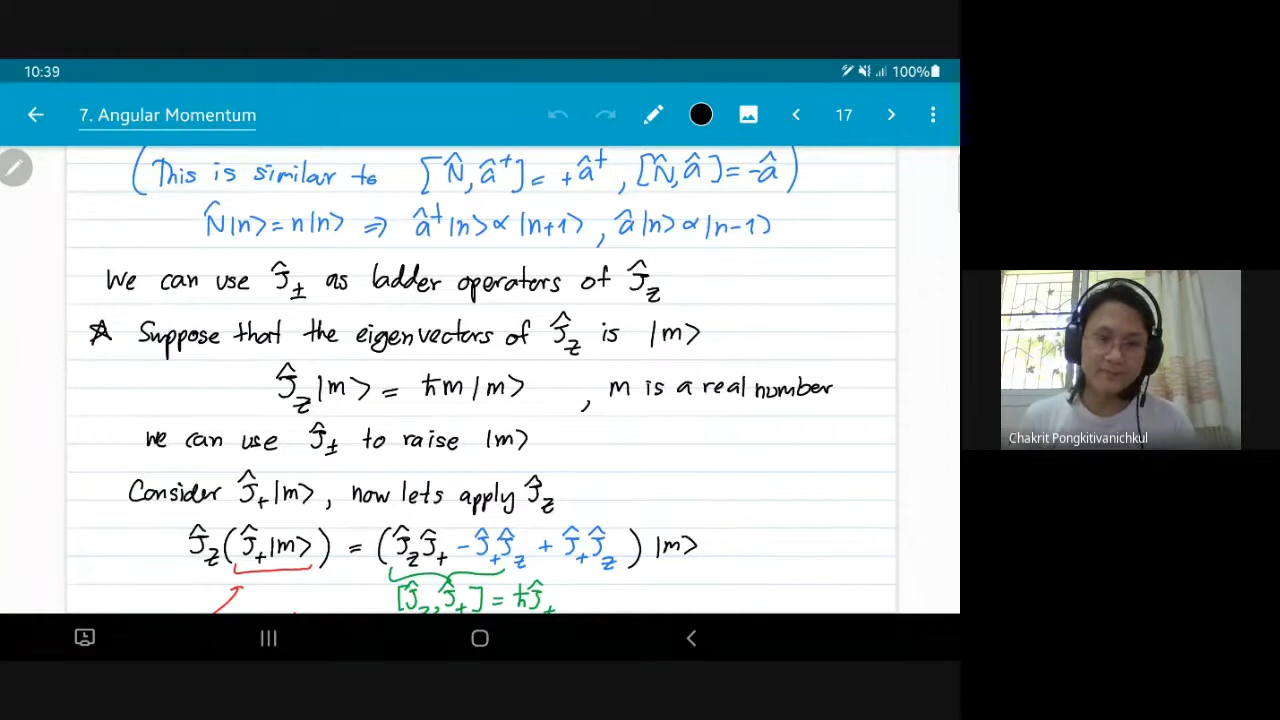 10:39
100%
7. Angular Momentum
17
(This is similar to [N̂, â†] = +â†, [N̂, â] = -â)
N̂|n> = n|n> ⇒ â†|n> ∝ |n+1>, â|n> ∝ |n-1>
We can use Ĵ± as ladder operators of Ĵz
☆ Suppose that the eigenvectors of Ĵz is |m>
Ĵz|m> = ħm|m> , m is a real number
We can use Ĵ± to raise |m>
Consider Ĵ+|m>, now lets apply Ĵz
Ĵz(Ĵ+|m>) = (ĴzĴ+ - Ĵ+Ĵz + Ĵ+Ĵz) |m>
[Ĵz, Ĵ+] = ħĴ+
Chakrit Pongkitivanichkul